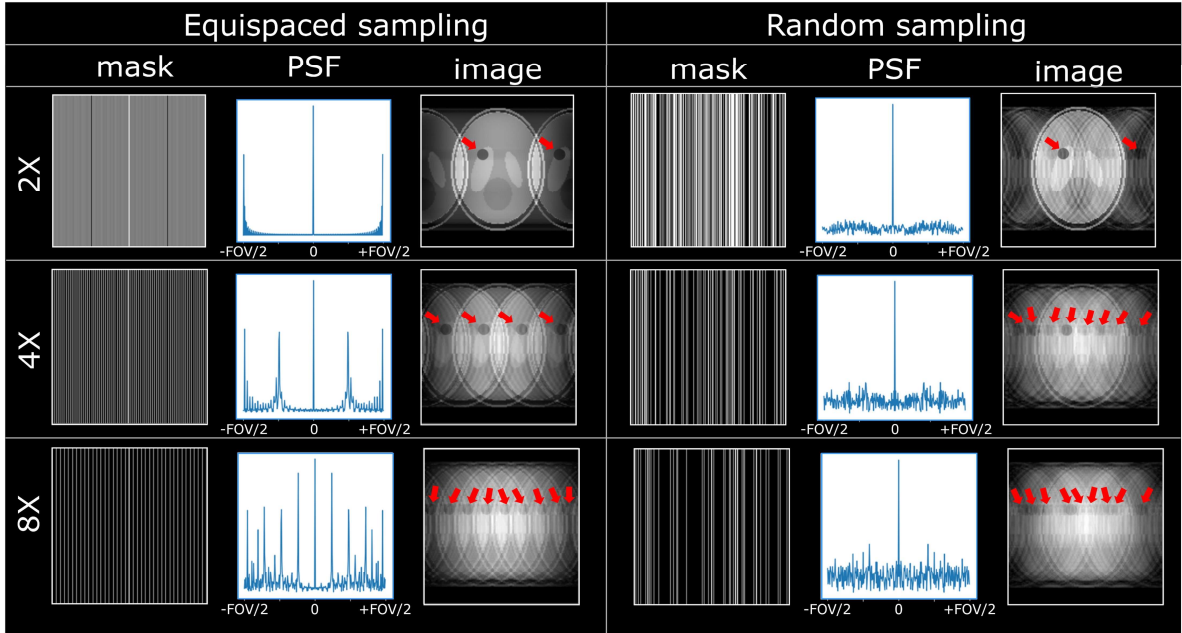 Equispaced sampling
Random sampling
mask PSF image
mask PSF image
2X
-FOV/2 0 +FOV/2
-FOV/2 0 +FOV/2
4X
-FOV/2 0 +FOV/2
-FOV/2 0 +FOV/2
8X
-FOV/2 0 +FOV/2
-FOV/2 0 +FOV/2